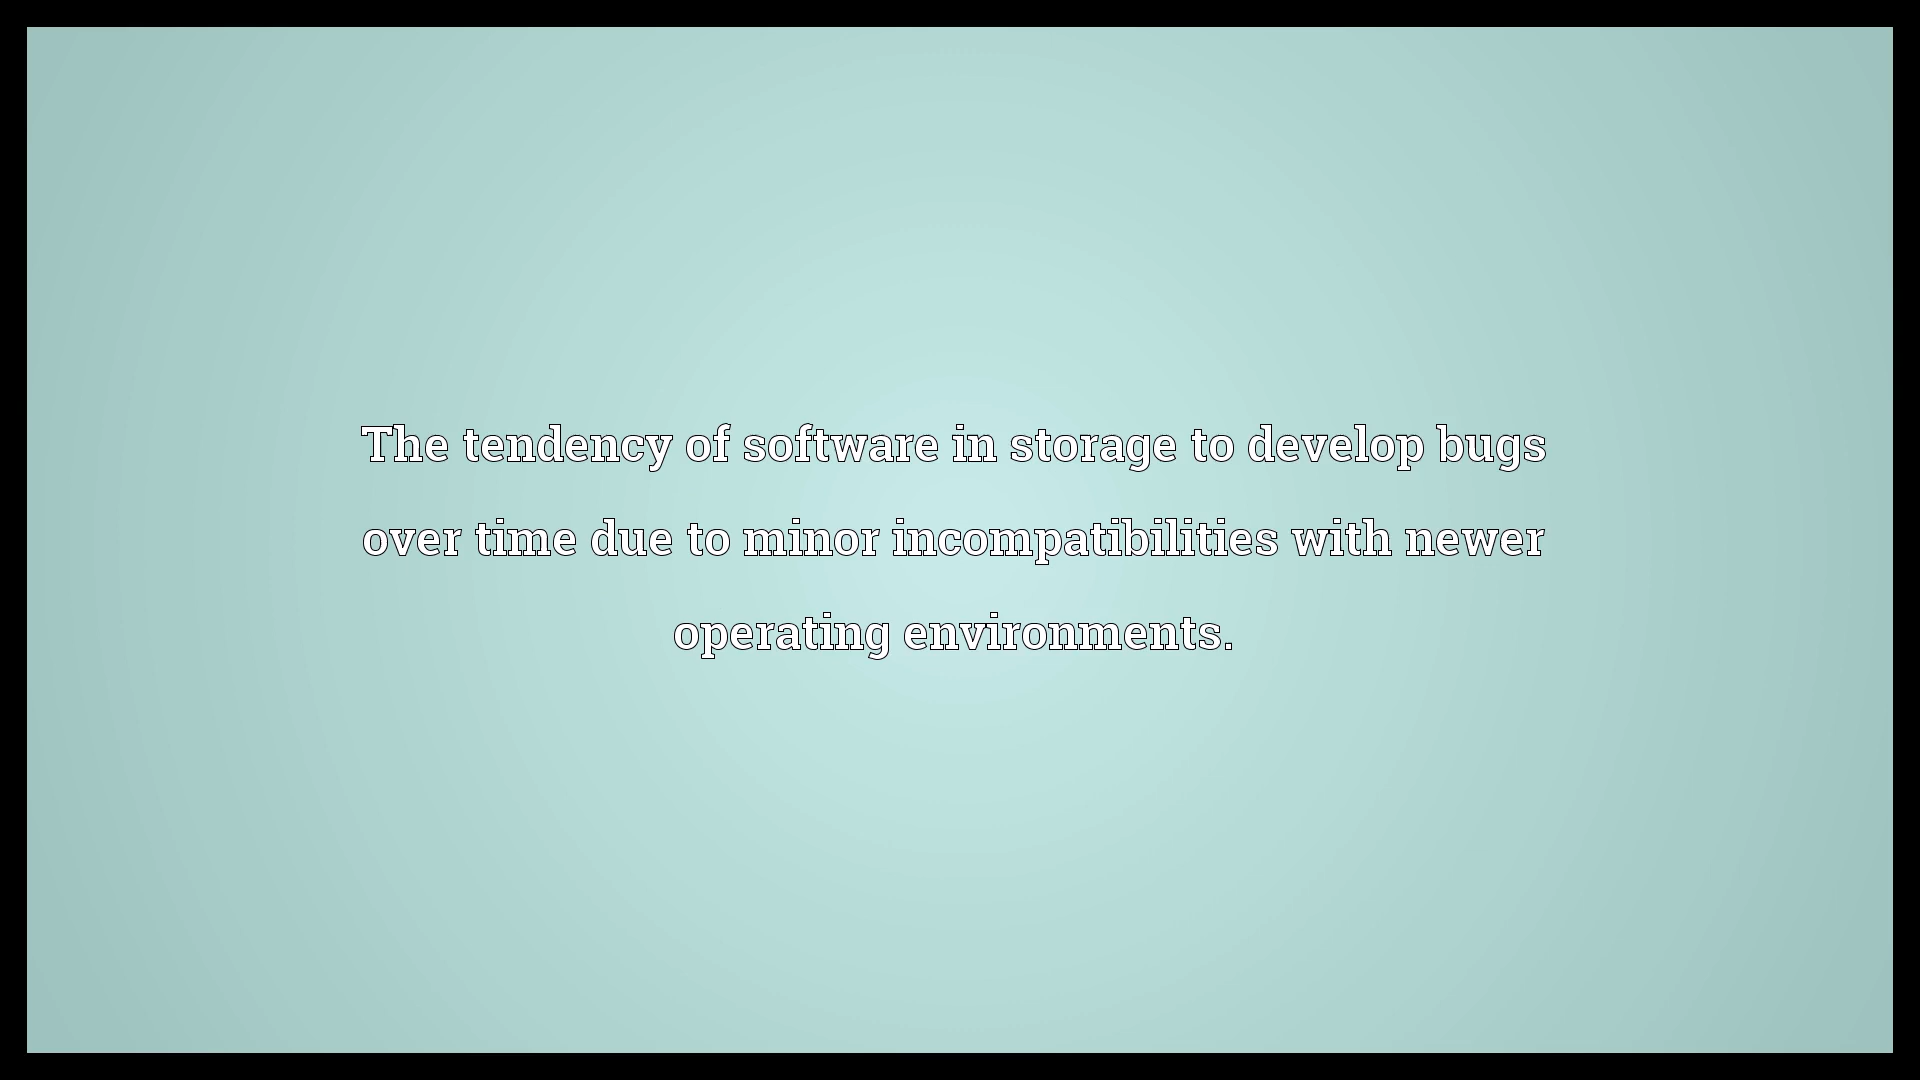 The tendency of software in storage to develop bugs
over time due to minor incompatibilities with newer
operating environments.